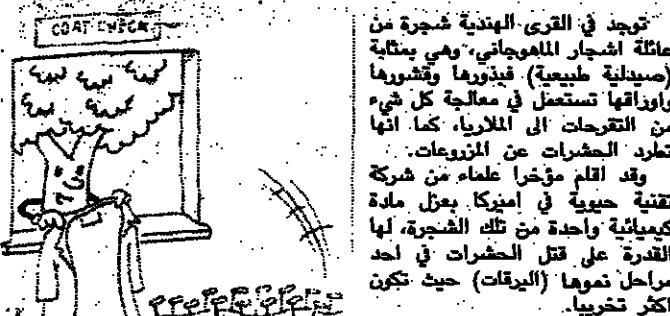 COAT CHECK
توجد في القرى الهندية شجرة من
عائلة اشجار الماهوجاني، وهي بمثابة
(صيدلية طبيعية) فبذورها وقشورها
واوراقها تستعمل في معالجة كل شيء
من التقرحات الى الملاريا، كما انها
تطرد الحشرات عن المزروعات.
وقد اقلم مؤخرا علماء من شركة
تقنية حيوية في اميركا بعزل مادة
كيميائية واحدة من تلك الشجرة، لها
القدرة على قتل الحشرات في احد
مراحل نموها (اليرقات) حيث تكون
اكثر تخريبا.